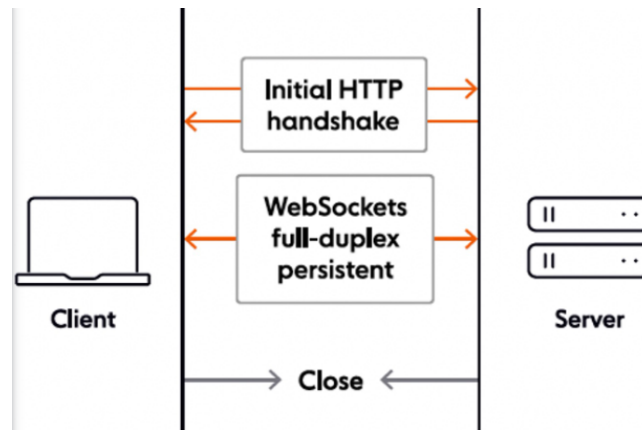 Initial HTTP
handshake
WebSockets
full-duplex
persistent
Client
Server
Close